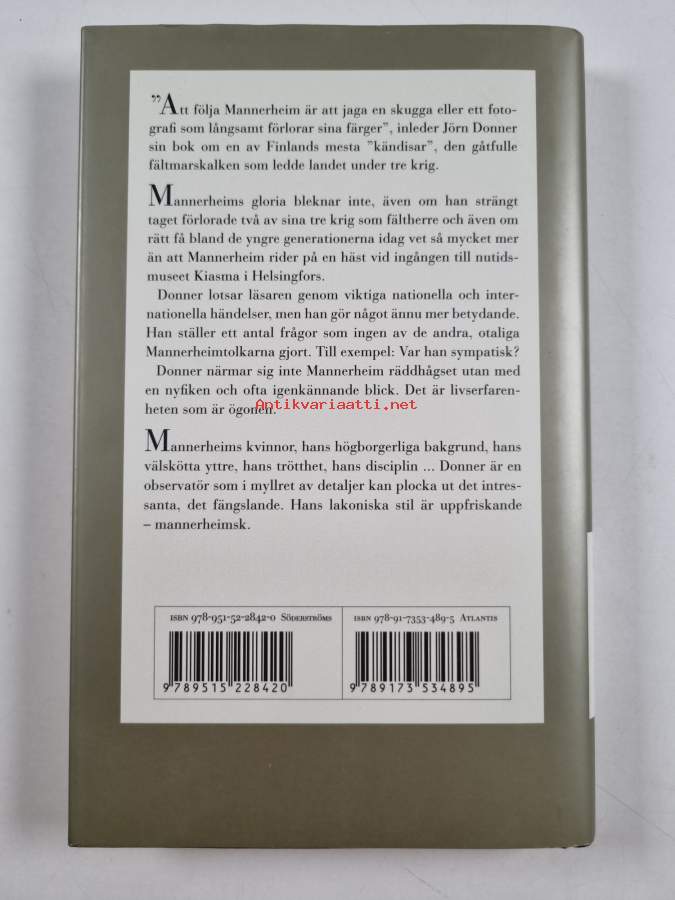 ”Att följa Mannerheim är att jaga en skugga eller ett foto-
grafi som långsamt förlorar sina färger”, inleder Jörn Donner
sin bok om en av Finlands mesta ”kändisar”, den gåtfulle
fältmarskalken som ledde landet under tre krig.
Mannerheims gloria bleknar inte, även om han strängt
taget förlorade två av sina tre krig som fältherre och även om
rätt få bland de yngre generationerna idag vet så mycket mer
än att Mannerheim rider på en häst vid ingången till nutids-
museet Kiasma i Helsingfors.
Donner lotsar läsaren genom viktiga nationella och inter-
nationella händelser, men han gör något ännu mer betydande.
Han ställer ett antal frågor som ingen av de andra, otaliga
Mannerheimtolkarna gjort. Till exempel: Var han sympatisk?
Donner närmar sig inte Mannerheim räddhågset utan med
en nyfiken och ofta igenkännande blick. Det är livserfaren-
heten som är ögonen.
Antikvariaatti.net
Mannerheims kvinnor, hans högborgerliga bakgrund, hans
välskötta yttre, hans trötthet, hans disciplin ... Donner är en
observatör som i myllret av detaljer kan plocka ut det intres-
santa, det fängslande. Hans lakoniska stil är uppfriskande
– mannerheimsk.
ISBN 978-951-52-2842-0 SÖDERSTRÖMS
9 789515 228420
ISBN 978-91-7353-489-5 ATLANTIS
9 789173 534895